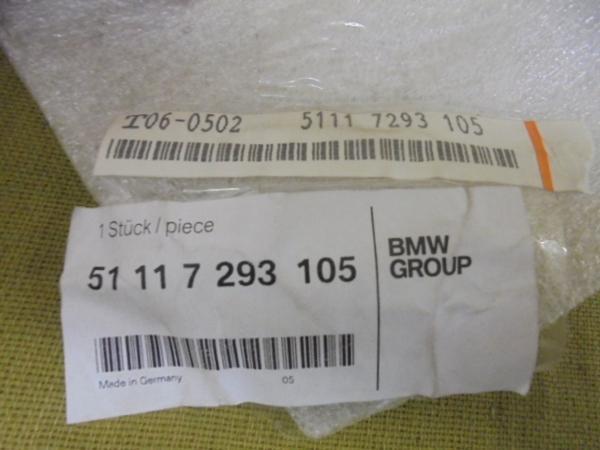 I06-0502 5111 7293 105
1 Stück / piece
51 11 7 293 105
BMW
GROUP
Made in Germany 05